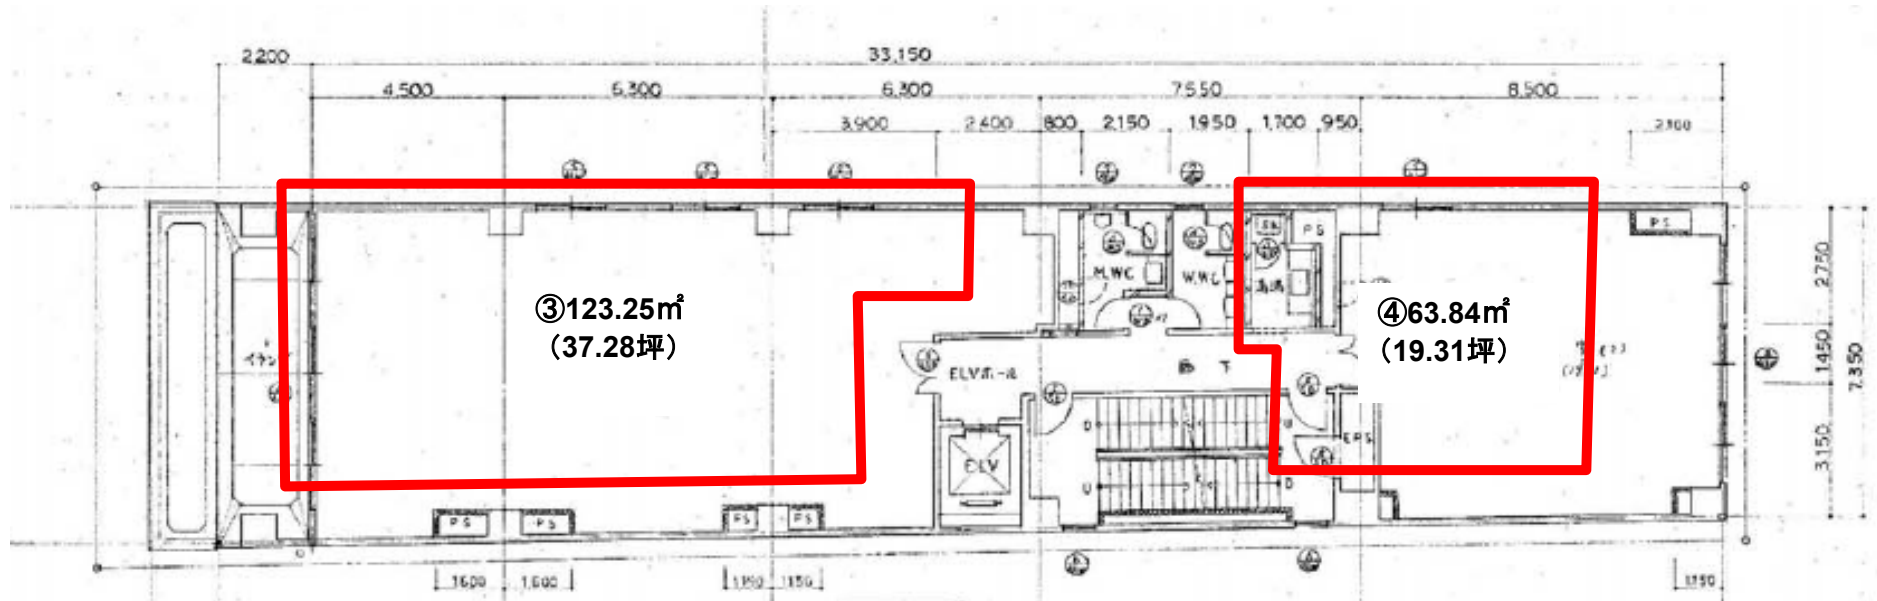 2,200
33,150
4,500
6,300
6,300
7,550
8,500
3,900
2,400
800
2,150
1,950
1,100
950
2,100
PS
PS
M.WC
W.WC
③123.25㎡
（37.28坪）
④63.84㎡
（19.31坪）
ELVホール
廊下
2,750
1,450
7,350
3,150
ELV
EPS
D
U
U
D
PS
PS
PS
PS
1,600
1,600
1,150
1,150
1,150